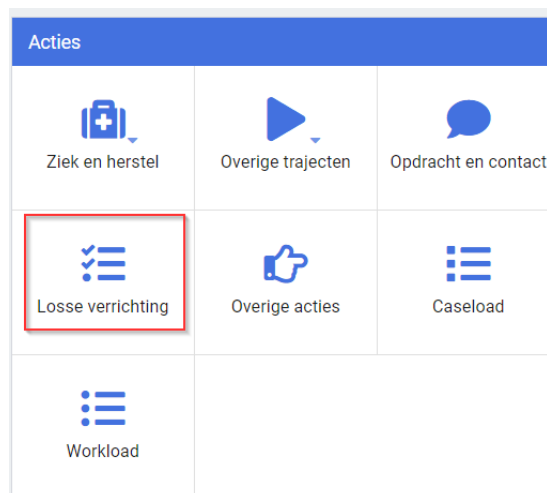 Acties
Ziek en herstel
Overige trajecten
Opdracht en contact
Losse verrichting
Overige acties
Caseload
Workload